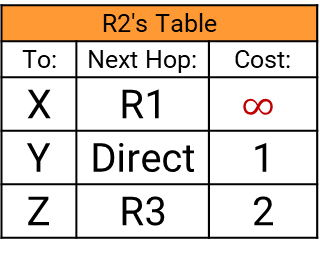 R2's Table
To: Next Hop: Cost:
X R1 ∞
Y Direct 1
Z R3 2